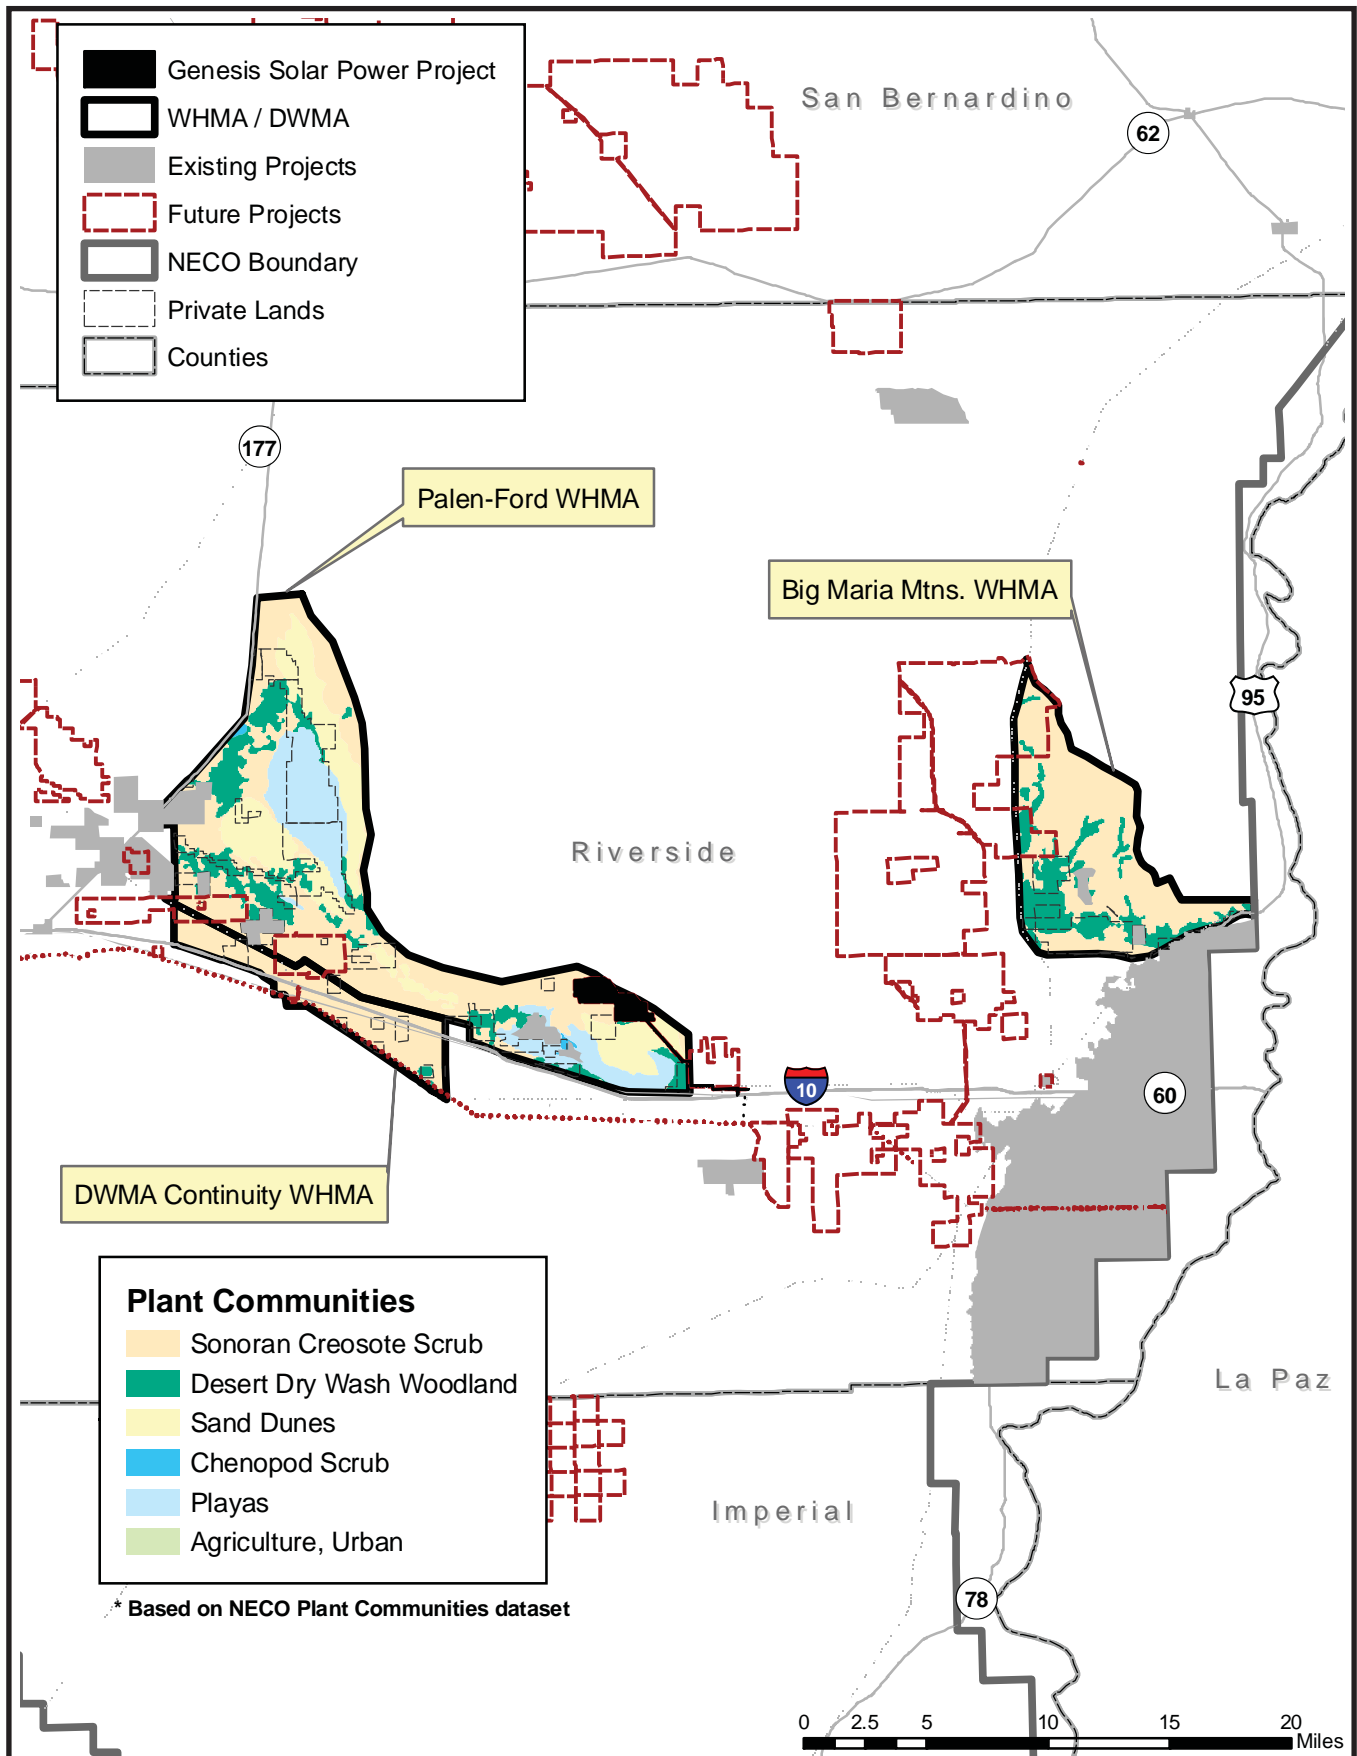 Genesis Solar Power Project
WHMA / DWMA
Existing Projects
Future Projects
NECO Boundary
Private Lands
Counties
San Bernardino
62
177
Palen-Ford WHMA
Big Maria Mtns. WHMA
95
Riverside
10
60
DWMA Continuity WHMA
Plant Communities
Sonoran Creosote Scrub
Desert Dry Wash Woodland
Sand Dunes
Chenopod Scrub
Playas
Agriculture, Urban
* Based on NECO Plant Communities dataset
La Paz
Imperial
78
0 2.5 5 10 15 20
Miles